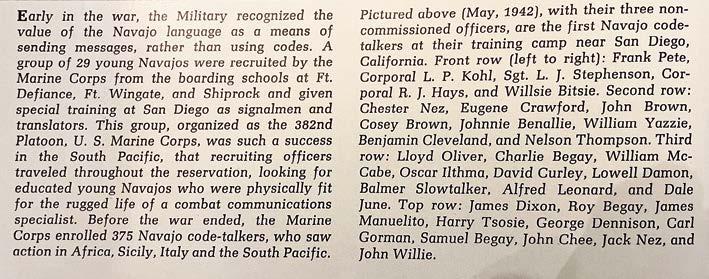 Early in the war, the Military recognized the
value of the Navajo language as a means of
sending messages, rather than using codes. A
group of 29 young Navajos were recruited by the
Marine Corps from the boarding schools at Ft.
Defiance, Ft. Wingate, and Shiprock and given
special training at San Diego as signalmen and
translators. This group, organized as the 382nd
Platoon, U. S. Marine Corps, was such a success
in the South Pacific, that recruiting officers
traveled throughout the reservation, looking for
educated young Navajos who were physically fit
for the rugged life of a combat communications
specialist. Before the war ended, the Marine
Corps enrolled 375 Navajo code-talkers, who saw
action in Africa, Sicily, Italy and the South Pacific.
Pictured above (May, 1942), with their three non-
commissioned officers, are the first Navajo code-
talkers at their training camp near San Diego,
California. Front row (left to right): Frank Pete,
Corporal L. P. Kohl, Sgt. L. J. Stephenson, Cor-
poral R. J. Hays, and Willsie Bitsie. Second row:
Chester Nez, Eugene Crawford, John Brown,
Cosey Brown, Johnnie Benallie, William Yazzie,
Benjamin Cleveland, and Nelson Thompson. Third
row: Lloyd Oliver, Charlie Begay, William Mc-
Cabe, Oscar Ilthma, David Curley, Lowell Damon,
Balmer Slowtalker, Alfred Leonard, and Dale
June. Top row: James Dixon, Roy Begay, James
Manuelito, Harry Tsosie, George Dennison, Carl
Gorman, Samuel Begay, John Chee, Jack Nez, and
John Willie.